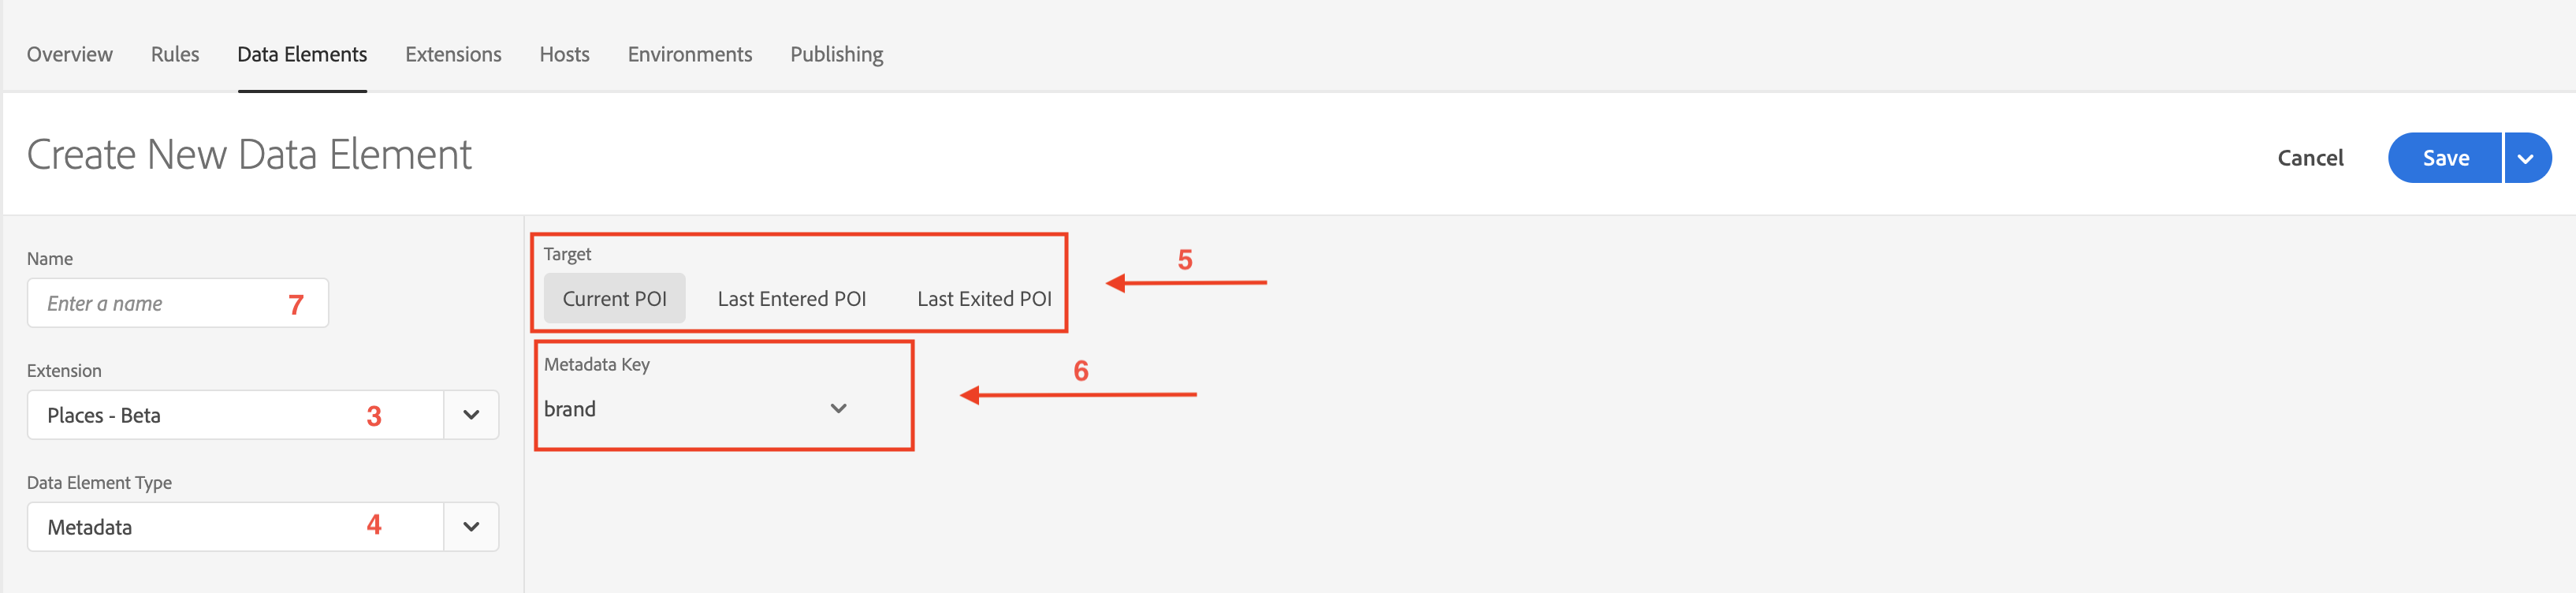 Overview Rules Data Elements Extensions Hosts Environments Publishing
Create New Data Element
Cancel Save
Name
Enter a name 7
Extension
Places - Beta 3
Data Element Type
Metadata 4
Target
Current POI Last Entered POI Last Exited POI
5
Metadata Key
brand
6